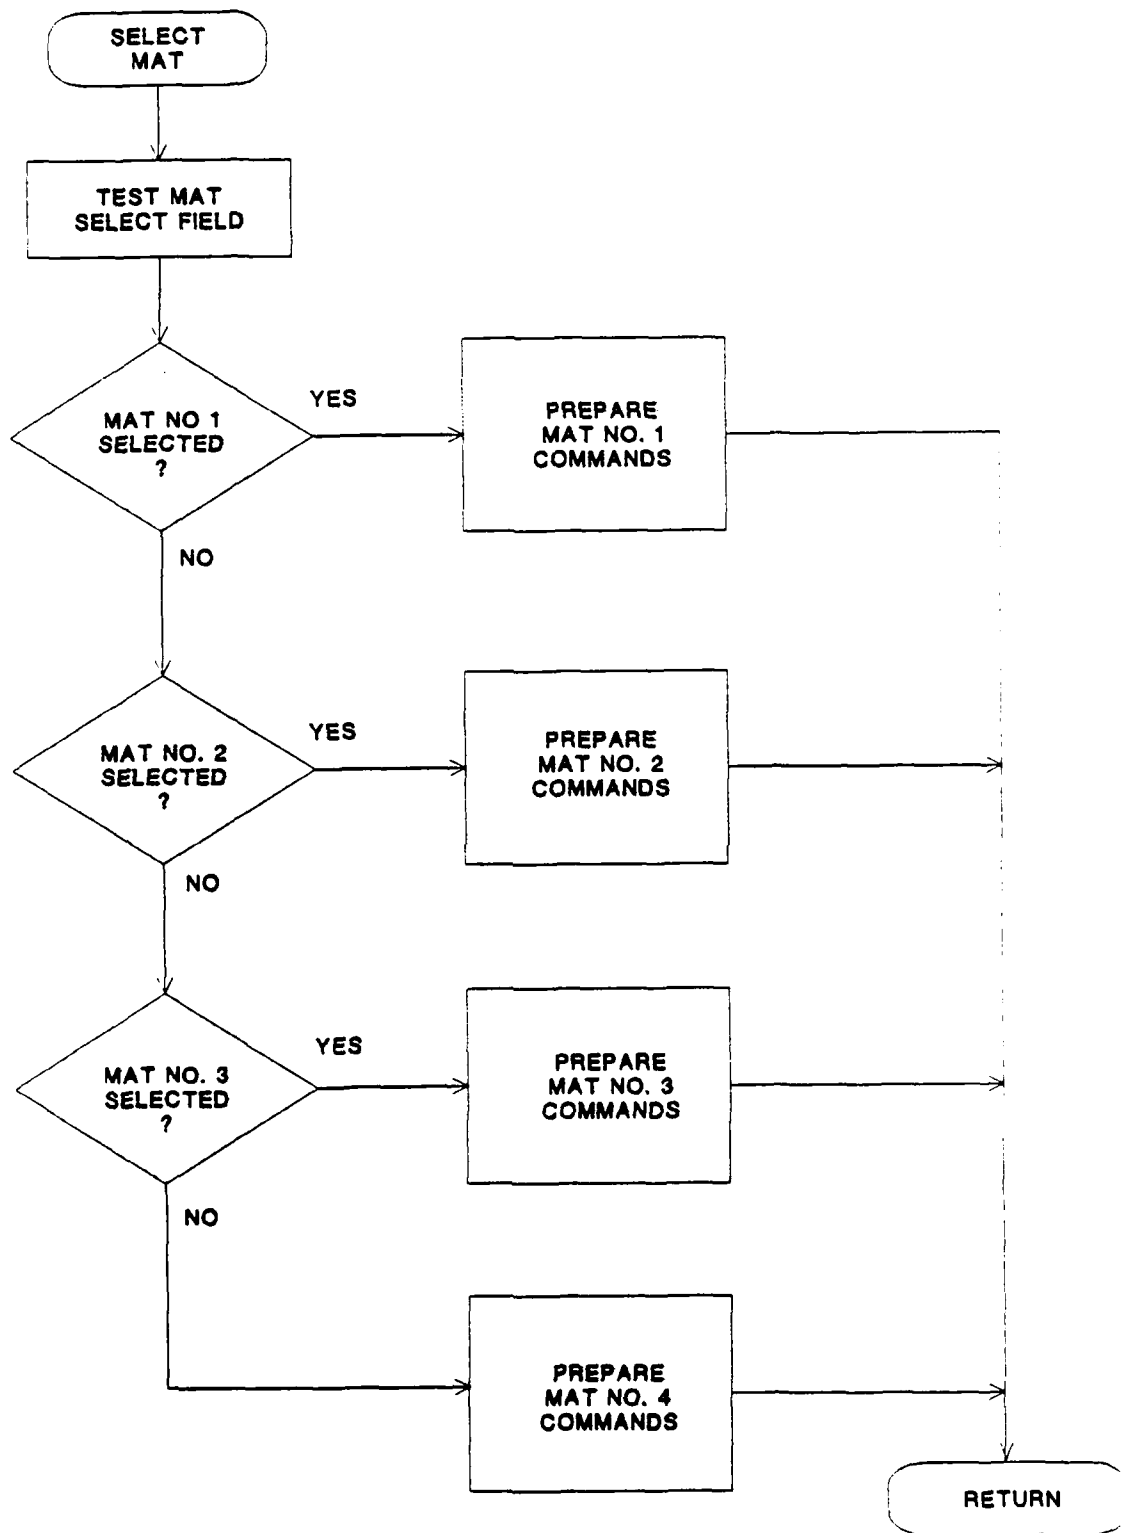 SELECT
MAT
TEST MAT
SELECT FIELD
MAT NO 1
SELECTED
?
YES
PREPARE
MAT NO. 1
COMMANDS
NO
MAT NO. 2
SELECTED
?
YES
PREPARE
MAT NO. 2
COMMANDS
NO
MAT NO. 3
SELECTED
?
YES
PREPARE
MAT NO. 3
COMMANDS
NO
PREPARE
MAT NO. 4
COMMANDS
RETURN